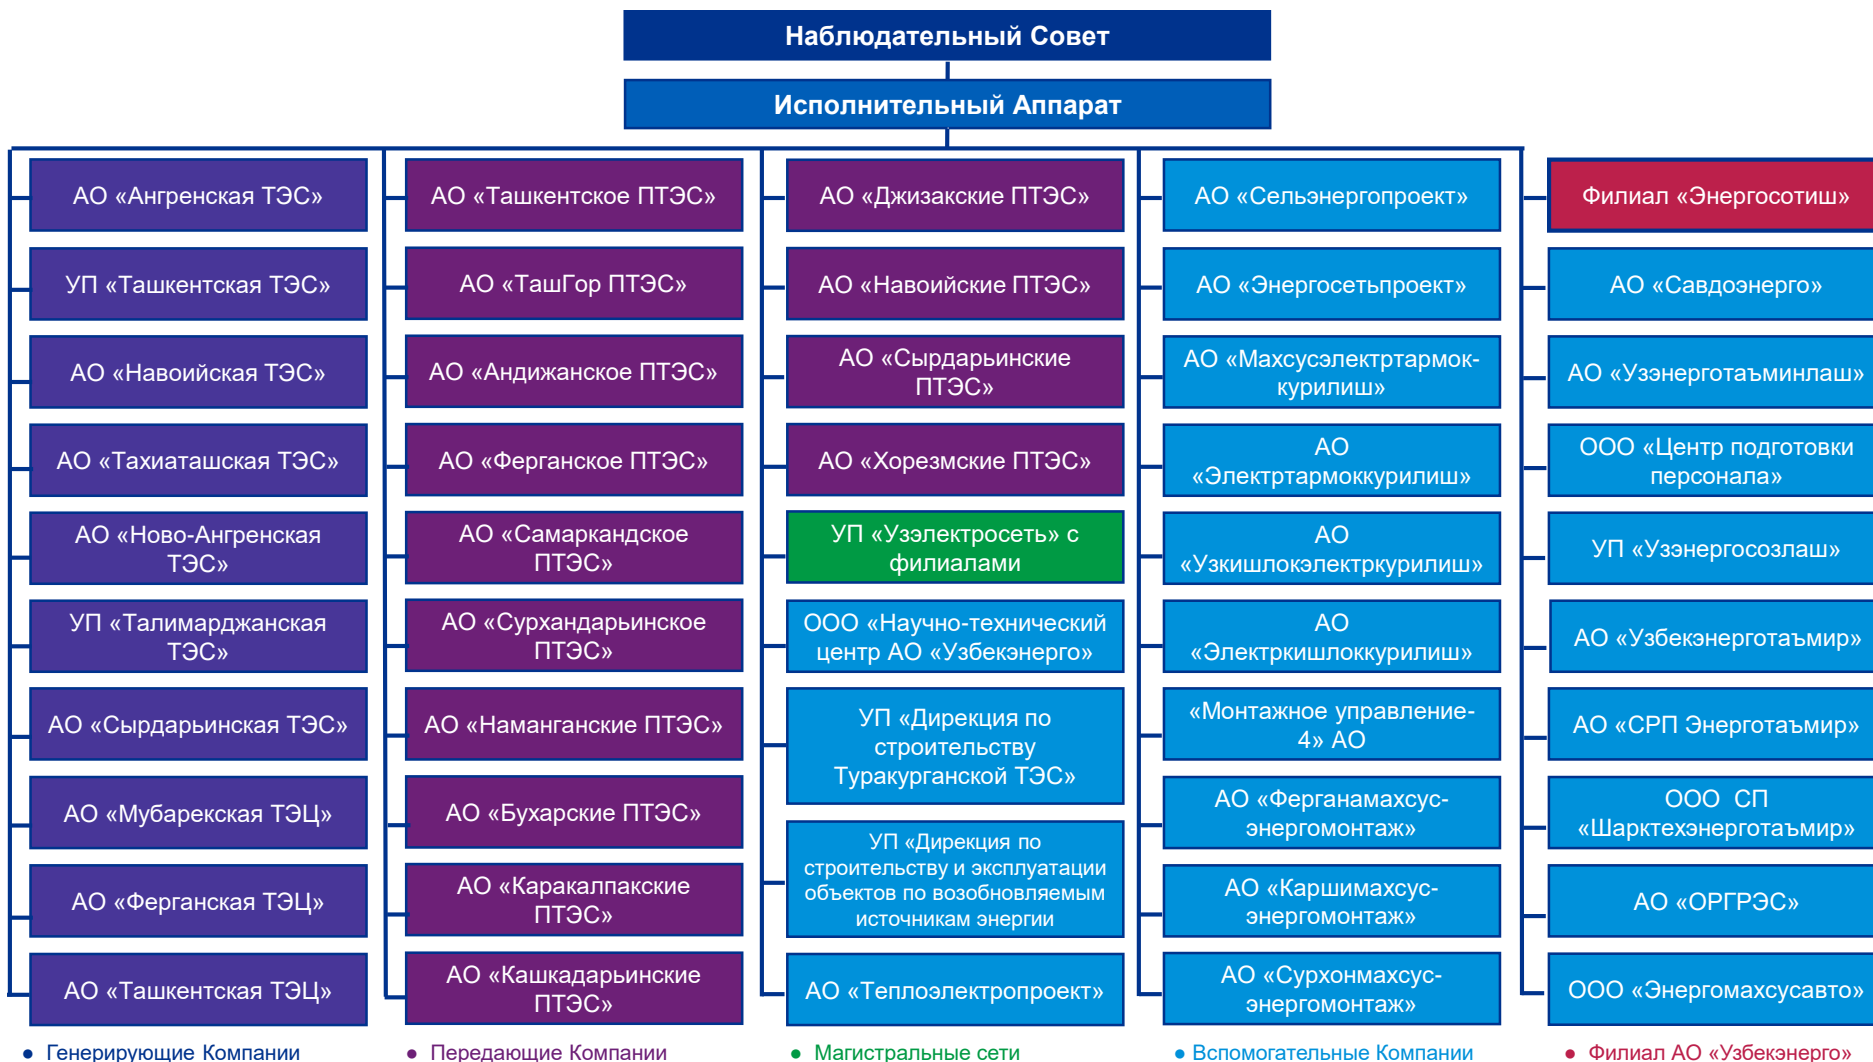 Наблюдательный Совет
Исполнительный Аппарат
АО «Ангренская ТЭС»
УП «Ташкентская ТЭС»
АО «Навоийская ТЭС»
АО «Тахиаташская ТЭС»
АО «Ново-Ангренская
ТЭС»
УП «Талимарджанская
ТЭС»
АО «Сырдарьинская ТЭС»
АО «Мубарекская ТЭЦ»
АО «Ферганская ТЭЦ»
АО «Ташкентская ТЭЦ»
АО «Ташкентское ПТЭС»
АО «ТашГор ПТЭС»
АО «Андижанское ПТЭС»
АО «Ферганское ПТЭС»
АО «Самаркандское
ПТЭС»
АО «Сурхандарьинское
ПТЭС»
АО «Наманганские ПТЭС»
АО «Бухарские ПТЭС»
АО «Каракалпакские
ПТЭС»
АО «Кашкадарьинские
ПТЭС»
АО «Джизакские ПТЭС»
АО «Навоийские ПТЭС»
АО «Сырдарьинские
ПТЭС»
АО «Хорезмские ПТЭС»
УП «Узэлектросеть» с
филиалами
ООО «Научно-технический
центр АО «Узбекэнерго»
УП «Дирекция по
строительству
Туракурганской ТЭС»
УП «Дирекция по
строительству и эксплуатации
объектов по возобновляемым
источникам энергии
АО «Теплоэлектропроект»
АО «Сельэнергопроект»
АО «Энергосетьпроект»
АО «Махсусэлектртармок-
курилиш»
АО
«Электртармоккурилиш»
АО
«Узкишлокэлектркурилиш»
АО
«Электркишлоккурилиш»
«Монтажное управление-
4» АО
АО «Ферганамахсус-
энергомонтаж»
АО «Каршимахсус-
энергомонтаж»
АО «Сурхонмахсус-
энергомонтаж»
Филиал «Энергосотиш»
АО «Савдоэнерго»
АО «Узэнерготаъминлаш»
ООО «Центр подготовки
персонала»
УП «Узэнергосозлаш»
АО «Узбекэнерготаъмир»
АО «СРП Энерготаъмир»
ООО СП
«Шарктехэнерготаъмир»
АО «ОРГРЭС»
ООО «Энергомахсусавто»
● Генерирующие Компании
● Передающие Компании
● Магистральные сети
● Вспомогательные Компании
● Филиал АО «Узбекэнерго»